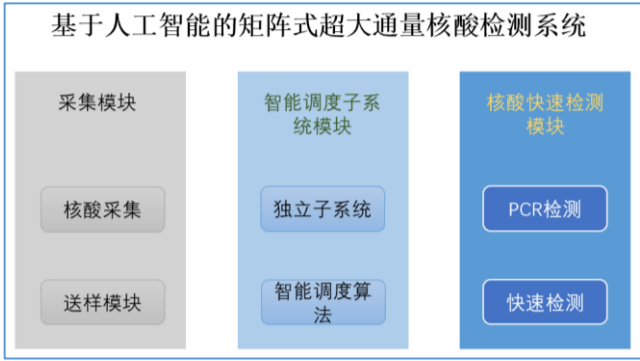 基于人工智能的矩阵式超大通量核酸检测系统
采集模块
核酸采集
送样模块
智能调度子系
统模块
独立子系统
智能调度算
法
核酸快速检测
模块
PCR检测
快速检测